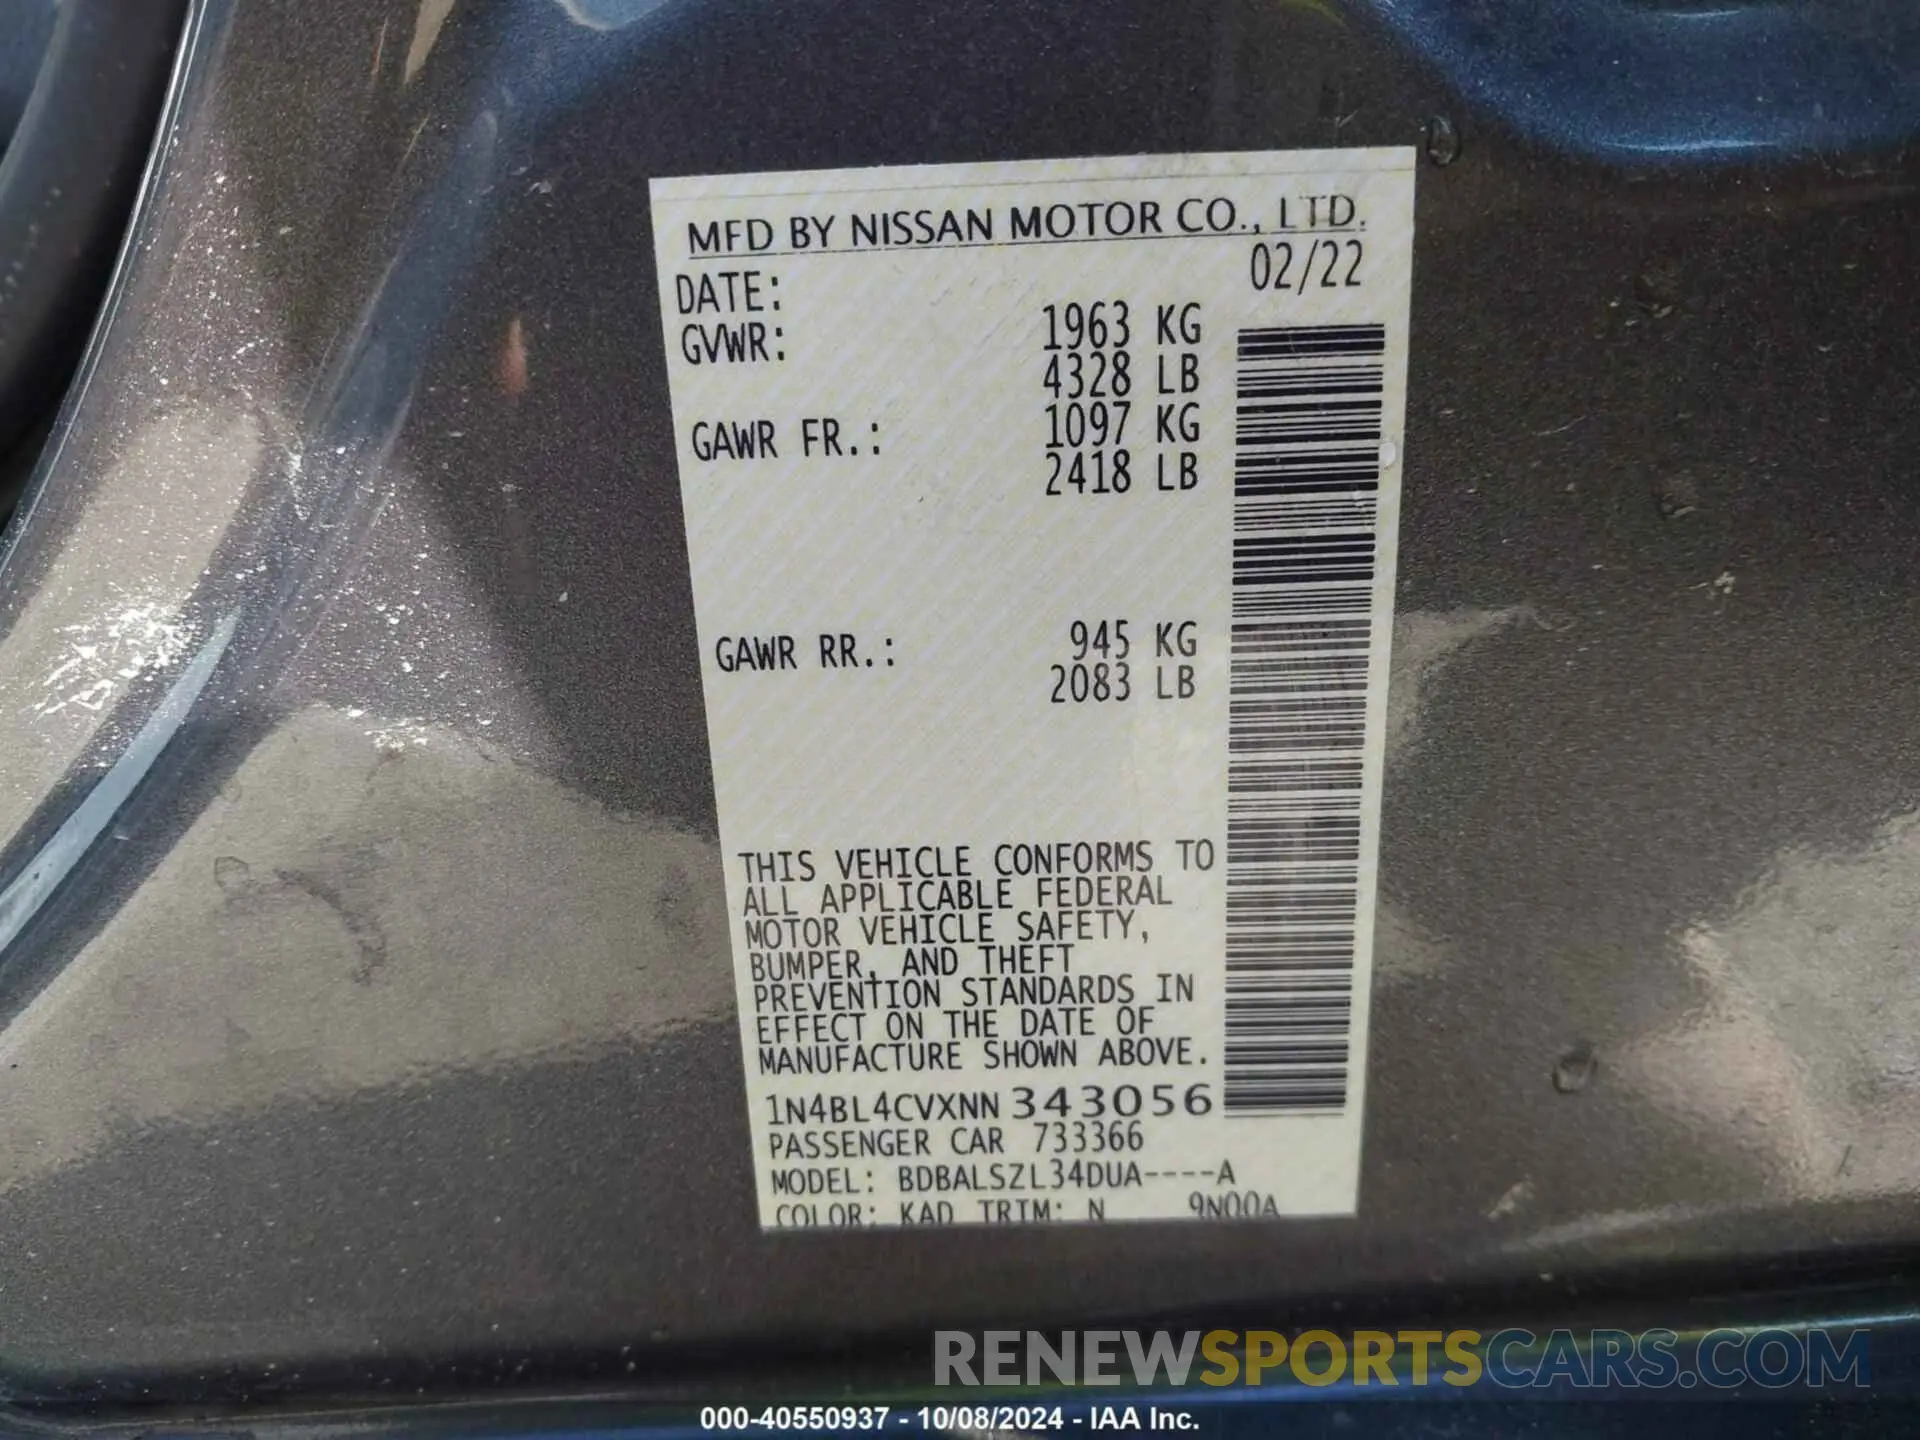 MFD BY NISSAN MOTOR CO., LTD.
DATE: 02/22
GVWR: 1963 KG
4328 LB
GAWR FR.: 1097 KG
2418 LB
GAWR RR.: 945 KG
2083 LB
THIS VEHICLE CONFORMS TO
ALL APPLICABLE FEDERAL
MOTOR VEHICLE SAFETY,
BUMPER, AND THEFT
PREVENTION STANDARDS IN
EFFECT ON THE DATE OF
MANUFACTURE SHOWN ABOVE.
1N4BL4CVXNN343056
PASSENGER CAR 733366
MODEL: BDBALSZL34DUA----A
COLOR: KAD TRIM: N 9N00A
RENEWSPORTSCARS.COM
000-40550937 - 10/08/2024 - IAA Inc.